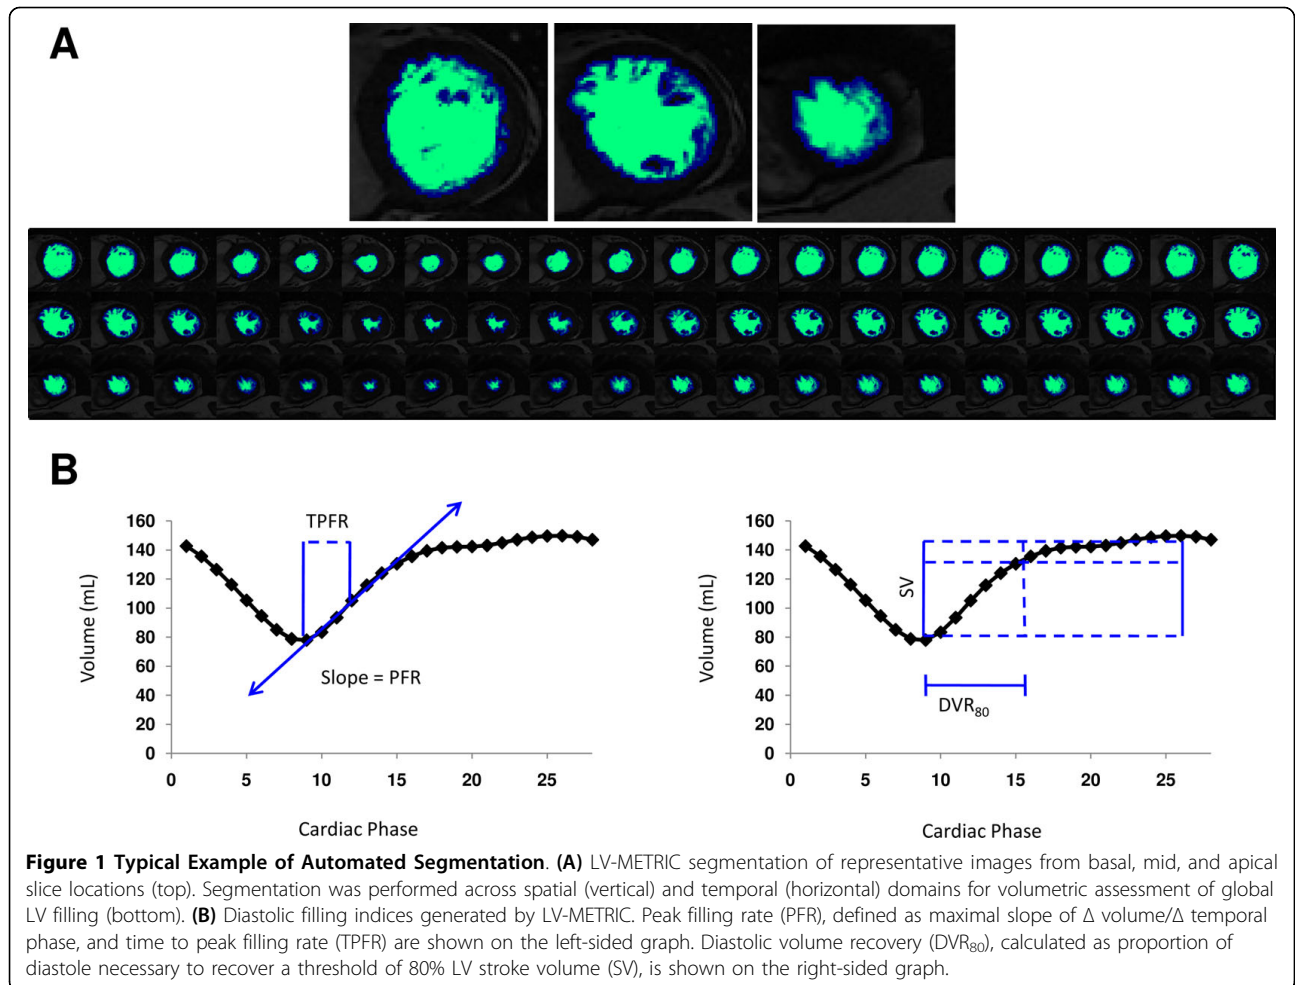 A
B
TPFR
160
140
120
100
80
60
40
20
0
Volume (mL)
Slope = PFR
0 5 10 15 20 25
Cardiac Phase
160
140
120
100
80
60
40
20
0
Volume (mL)
SV
DVR80
0 5 10 15 20 25
Cardiac Phase
Figure 1 Typical Example of Automated Segmentation. (A) LV-METRIC segmentation of representative images from basal, mid, and apical
slice locations (top). Segmentation was performed across spatial (vertical) and temporal (horizontal) domains for volumetric assessment of global
LV filling (bottom). (B) Diastolic filling indices generated by LV-METRIC. Peak filling rate (PFR), defined as maximal slope of Δ volume/Δ temporal
phase, and time to peak filling rate (TPFR) are shown on the left-sided graph. Diastolic volume recovery (DVR80), calculated as proportion of
diastole necessary to recover a threshold of 80% LV stroke volume (SV), is shown on the right-sided graph.